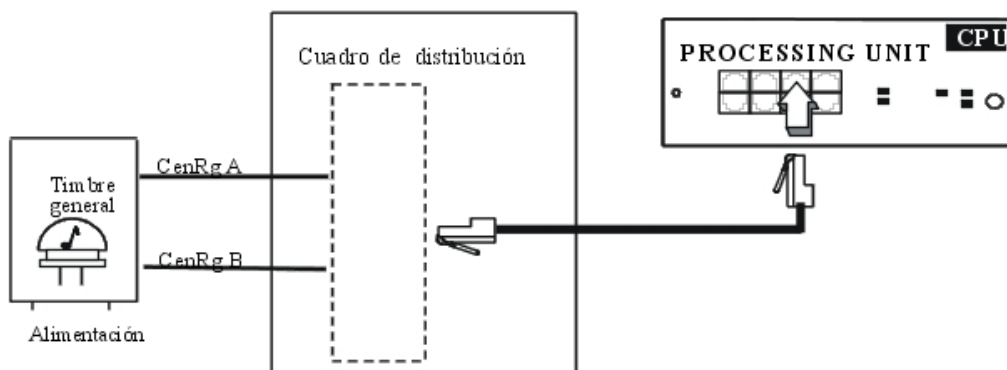 Cuadro de distribución
PROCESSING UNIT
CPU
CenRg A
Timbre
general
CenRg B
Alimentación